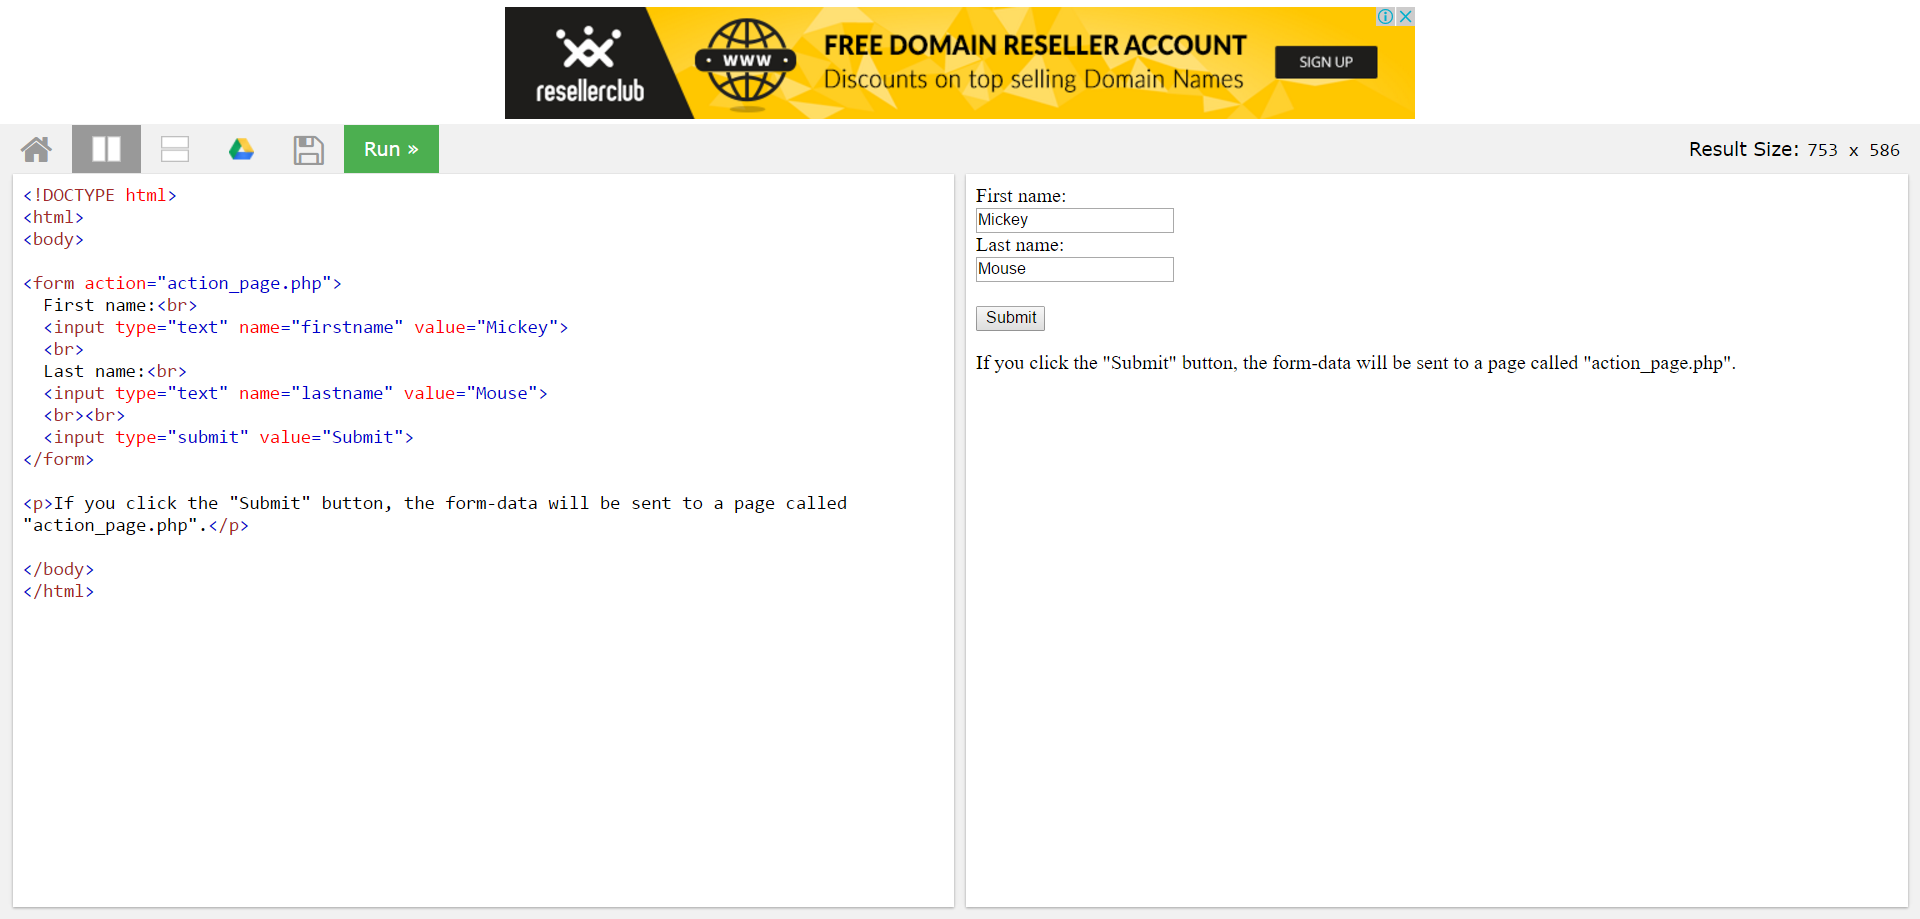 resellerclub
WWW
FREE DOMAIN RESELLER ACCOUNT
Discounts on top selling Domain Names
SIGN UP
Run »
Result Size: 753 x 586
<!DOCTYPE html>
<html>
<body>
<form action="action_page.php">
First name:<br>
<input type="text" name="firstname" value="Mickey">
<br>
Last name:<br>
<input type="text" name="lastname" value="Mouse">
<br><br>
<input type="submit" value="Submit">
</form>
<p>If you click the "Submit" button, the form-data will be sent to a page called
"action_page.php".</p>
</body>
</html>
First name:
Mickey
Last name:
Mouse
Submit
If you click the "Submit" button, the form-data will be sent to a page called "action_page.php".